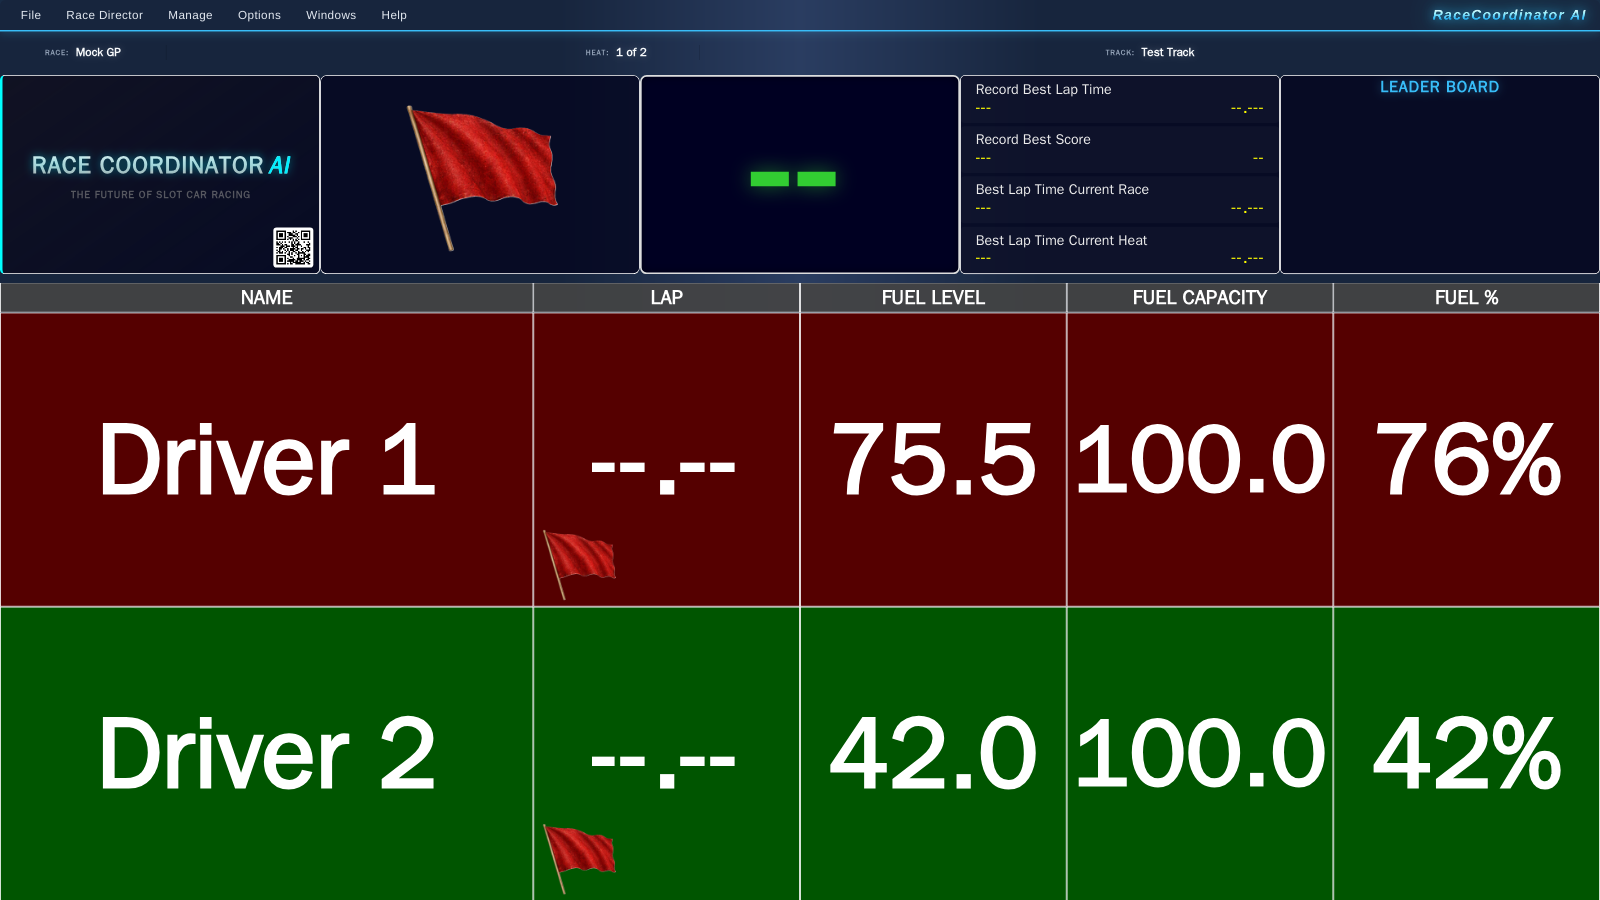 File Race Director Manage Options Windows Help RaceCoordinator AI
RACE: Mock GP HEAT: 1 of 2 TRACK: Test Track
RACE COORDINATOR AI
THE FUTURE OF SLOT CAR RACING
Record Best Lap Time
--- --.---
Record Best Score
--- --
Best Lap Time Current Race
--- --.---
Best Lap Time Current Heat
--- --.---
LEADER BOARD
NAME LAP FUEL LEVEL FUEL CAPACITY FUEL %
Driver 1 --.-- 75.5 100.0 76%
Driver 2 --.-- 42.0 100.0 42%